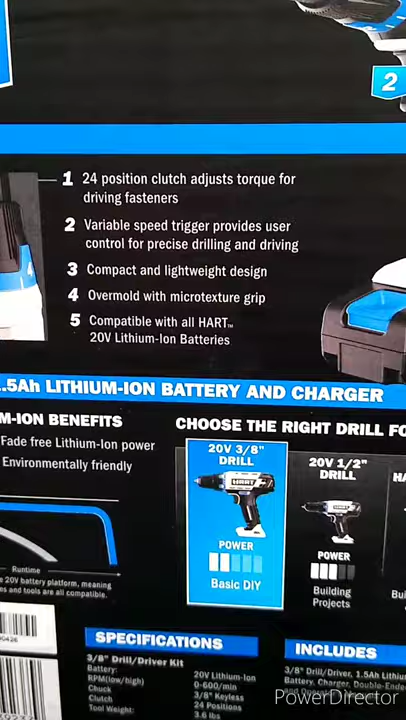 2
1 24 position clutch adjusts torque for
driving fasteners
2 Variable speed trigger provides user
control for precise drilling and driving
3 Compact and lightweight design
4 Overmold with microtexture grip
5 Compatible with all HART™
20V Lithium-Ion Batteries
4
.5Ah LITHIUM-ION BATTERY AND CHARGER
M-ION BENEFITS
Fade free Lithium-Ion power
Environmentally friendly
Runtime
20V battery platform, meaning
and tools are all compatible.
CHOOSE THE RIGHT DRILL FO
20V 3/8"
DRILL
HART
POWER
Basic DIY
20V 1/2"
DRILL
POWER
Building
Projects
HA
SPECIFICATIONS
3/8" Drill/Driver Kit
Battery: 20V Lithium-Ion
RPM(low/high) 0-600/min
Chuck 3/8" Keyless
Clutch 24 Positions
Tool Weight: 3.6 lbs
INCLUDES
3/8" Drill/Driver, 1.5Ah Lithium
Battery, Charger, Double-Ende
PowerDirector